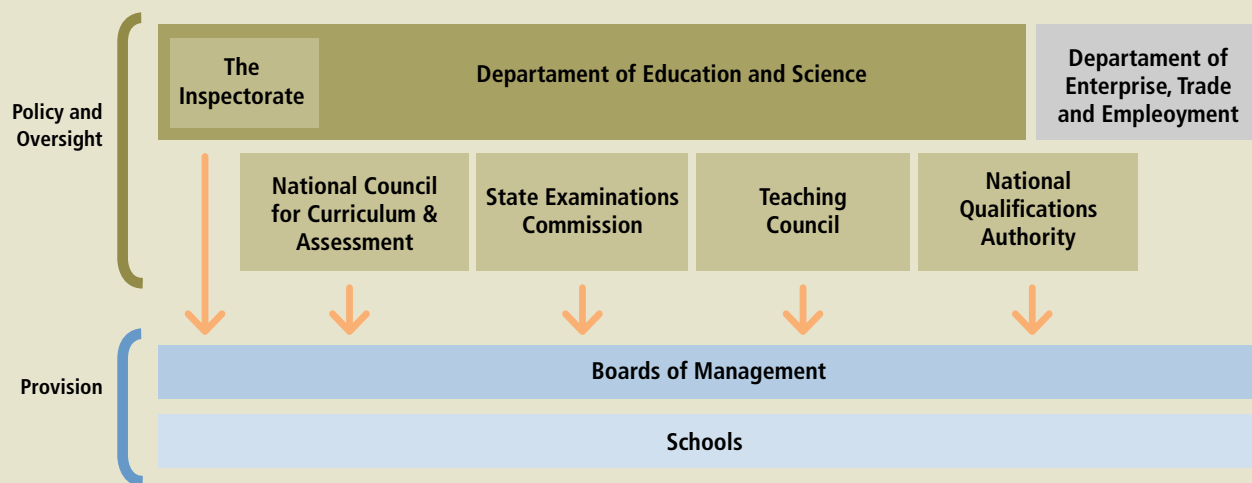 Policy and
Oversight
The
Inspectorate
Departament of Education and Science
Departament of
Enterprise, Trade
and Empleoyment
National Council
for Curriculum &
Assessment
State Examinations
Commission
Teaching
Council
National
Qualifications
Authority
Provision
Boards of Management
Schools